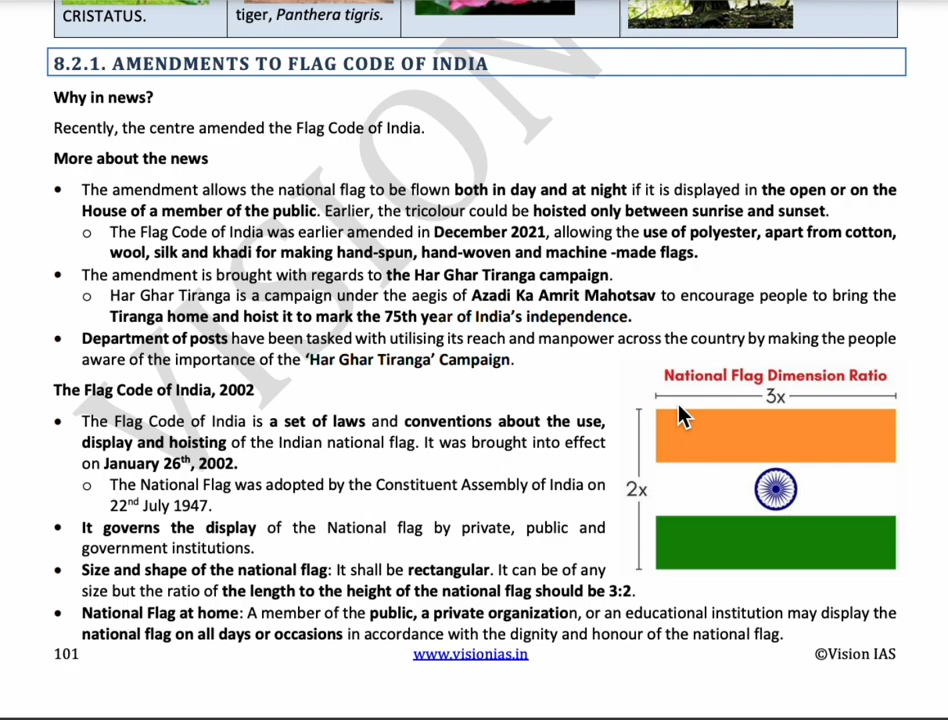 CRISTATUS.
tiger, Panthera tigris.
8.2.1. AMENDMENTS TO FLAG CODE OF INDIA
Why in news?
Recently, the centre amended the Flag Code of India.
More about the news
• The amendment allows the national flag to be flown both in day and at night if it is displayed in the open or on the
House of a member of the public. Earlier, the tricolour could be hoisted only between sunrise and sunset.
o The Flag Code of India was earlier amended in December 2021, allowing the use of polyester, apart from cotton,
wool, silk and khadi for making hand-spun, hand-woven and machine -made flags.
• The amendment is brought with regards to the Har Ghar Tiranga campaign.
o Har Ghar Tiranga is a campaign under the aegis of Azadi Ka Amrit Mahotsav to encourage people to bring the
Tiranga home and hoist it to mark the 75th year of India's independence.
• Department of posts have been tasked with utilising its reach and manpower across the country by making the people
aware of the importance of the 'Har Ghar Tiranga' Campaign.
The Flag Code of India, 2002
• The Flag Code of India is a set of laws and conventions about the use,
display and hoisting of the Indian national flag. It was brought into effect
on January 26th, 2002.
o The National Flag was adopted by the Constituent Assembly of India on
22nd July 1947.
• It governs the display of the National flag by private, public and
government institutions.
• Size and shape of the national flag: It shall be rectangular. It can be of any
size but the ratio of the length to the height of the national flag should be 3:2.
National Flag Dimension Ratio
3x
2x
• National Flag at home: A member of the public, a private organization, or an educational institution may display the
national flag on all days or occasions in accordance with the dignity and honour of the national flag.
101
www.visionias.in
©Vision IAS
VISION